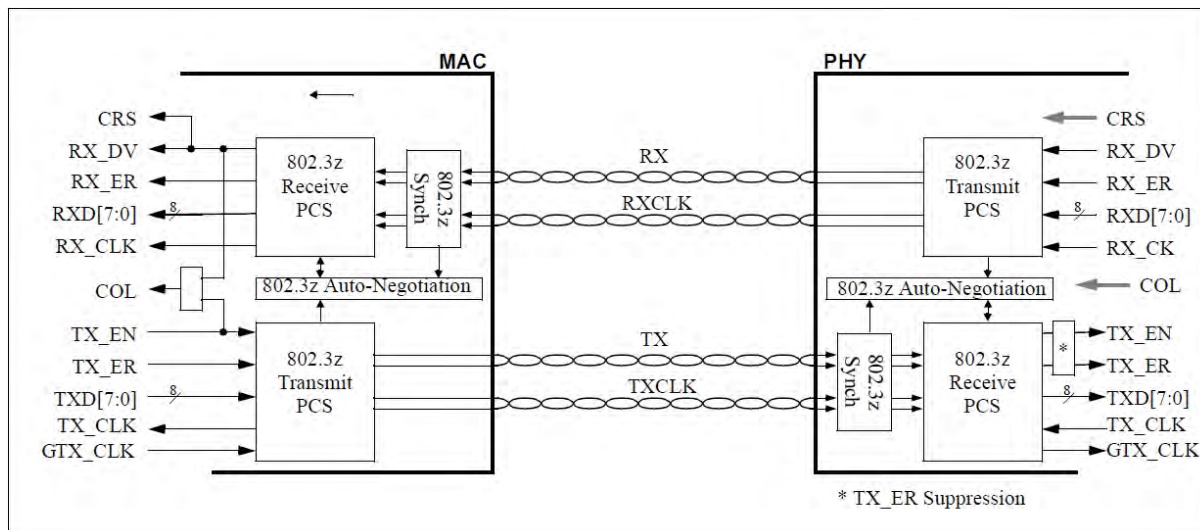 MAC
PHY
CRS
RX_DV
RX_ER
RXD[7:0]
8
RX_CLK
COL
TX_EN
TX_ER
TXD[7:0]
8
TX_CLK
GTX_CLK
802.3z
Receive
PCS
802.3z
Synch
802.3z Auto-Negotiation
802.3z
Transmit
PCS
RX
RXCLK
TX
TXCLK
802.3z
Transmit
PCS
802.3z Auto-Negotiation
802.3z
Synch
802.3z
Receive
PCS
*
CRS
RX_DV
RX_ER
8
RXD[7:0]
RX_CK
COL
TX_EN
TX_ER
8
TXD[7:0]
TX_CLK
GTX_CLK
* TX_ER Suppression